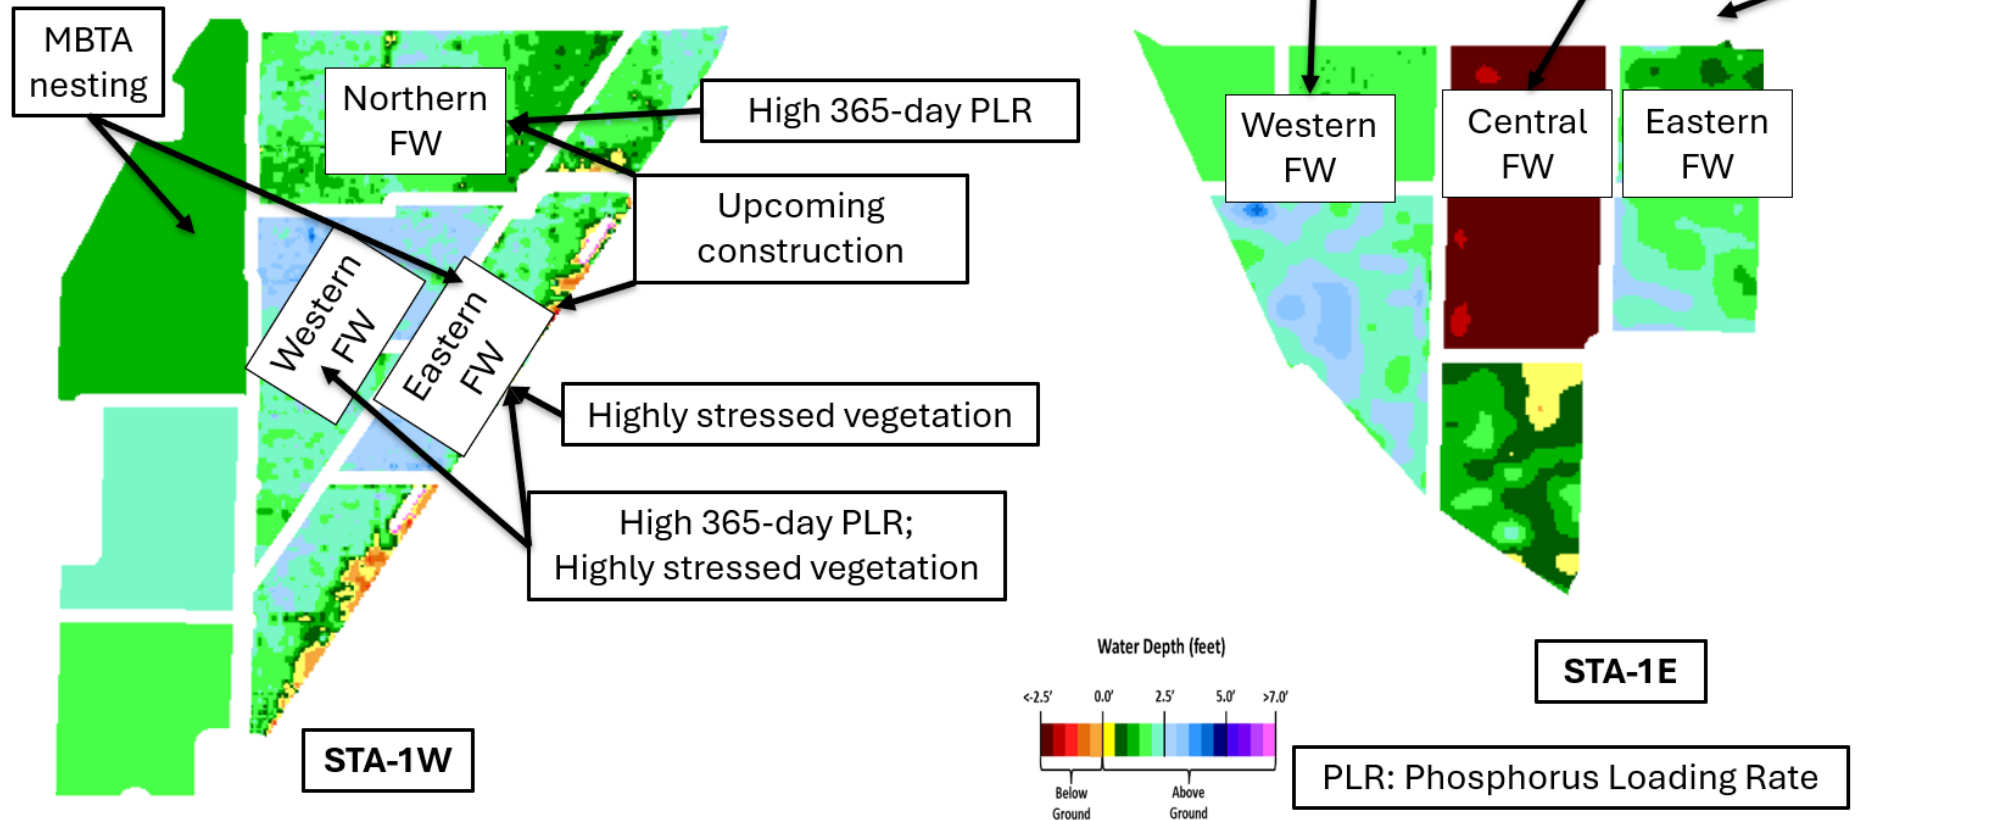 MBTA
nesting
Northern
FW
High 365-day PLR
Upcoming
construction
Western
FW
Eastern
FW
Highly stressed vegetation
High 365-day PLR;
Highly stressed vegetation
STA-1W
Western
FW
Central
FW
Eastern
FW
STA-1E
Water Depth (feet)
<-2.5' 0.0' 2.5' 5.0' >7.0'
Below
Ground
Above
Ground
PLR: Phosphorus Loading Rate